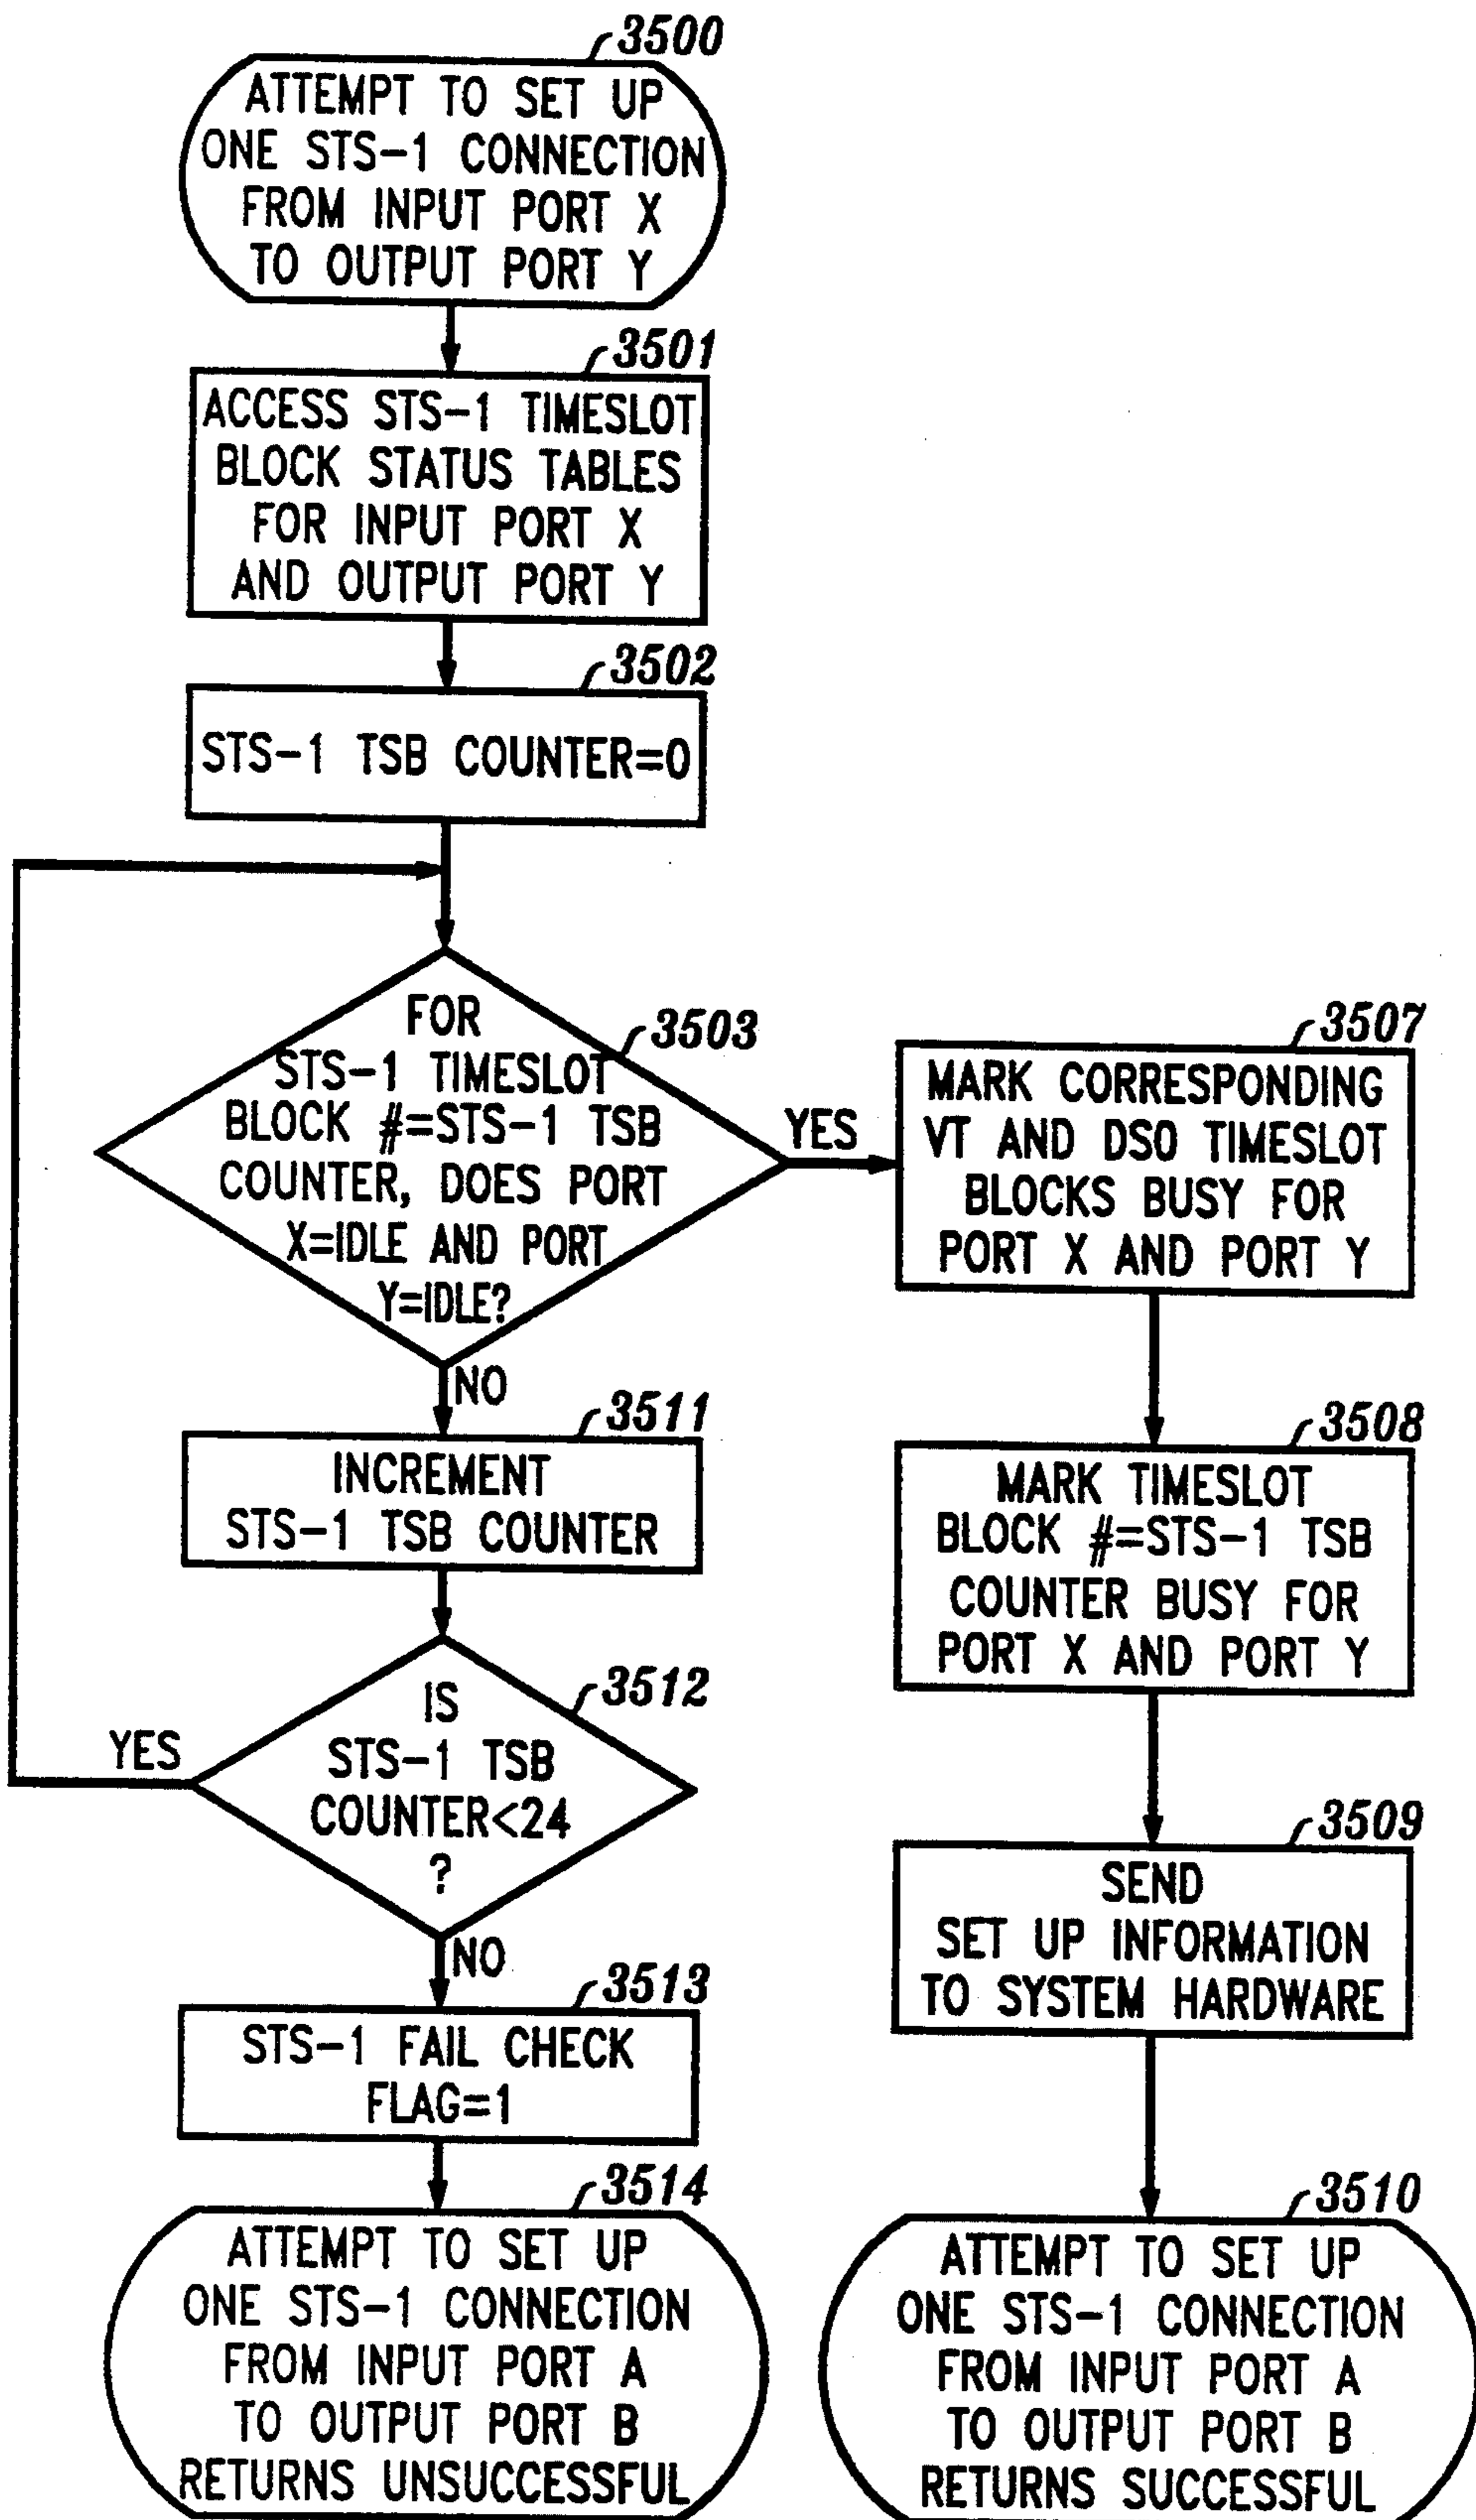 3500
ATTEMPT TO SET UP
ONE STS-1 CONNECTION
FROM INPUT PORT X
TO OUTPUT PORT Y
3501
ACCESS STS-1 TIMESLOT
BLOCK STATUS TABLES
FOR INPUT PORT X
AND OUTPUT PORT Y
3502
STS-1 TSB COUNTER=0
3503
FOR
STS-1 TIMESLOT
BLOCK #=STS-1 TSB
COUNTER, DOES PORT
X=IDLE AND PORT
Y=IDLE?
YES
NO
3507
MARK CORRESPONDING
VT AND DS0 TIMESLOT
BLOCKS BUSY FOR
PORT X AND PORT Y
3508
MARK TIMESLOT
BLOCK #=STS-1 TSB
COUNTER BUSY FOR
PORT X AND PORT Y
3509
SEND
SET UP INFORMATION
TO SYSTEM HARDWARE
3510
ATTEMPT TO SET UP
ONE STS-1 CONNECTION
FROM INPUT PORT A
TO OUTPUT PORT B
RETURNS SUCCESSFUL
3511
INCREMENT
STS-1 TSB COUNTER
3512
IS
STS-1 TSB
COUNTER<24
?
YES
NO
3513
STS-1 FAIL CHECK
FLAG=1
3514
ATTEMPT TO SET UP
ONE STS-1 CONNECTION
FROM INPUT PORT A
TO OUTPUT PORT B
RETURNS UNSUCCESSFUL